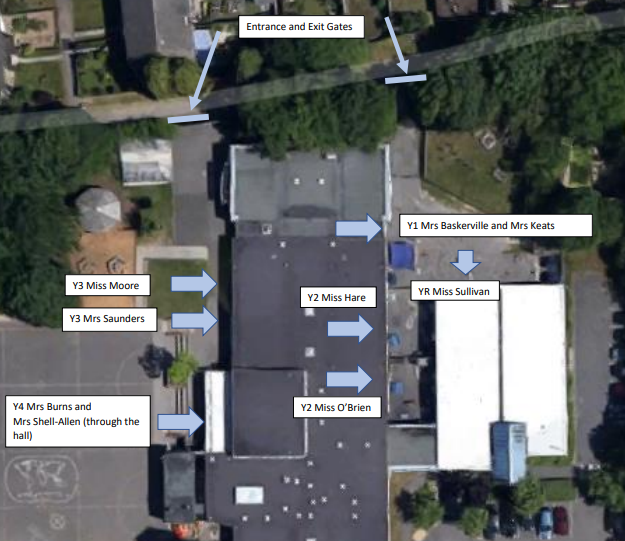 Entrance and Exit Gates
Y1 Mrs Baskerville and Mrs Keats
Y3 Miss Moore
YR Miss Sullivan
Y2 Miss Hare
Y3 Mrs Saunders
Y2 Miss O’Brien
Y4 Mrs Burns and
Mrs Shell-Allen (through the
hall)